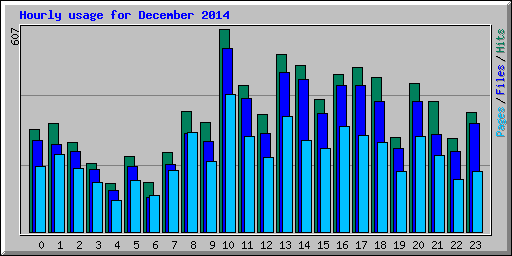 Hourly usage for December 2014
607
Pages / Files / Hits
0 1 2 3 4 5 6 7 8 9 10 11 12 13 14 15 16 17 18 19 20 21 22 23